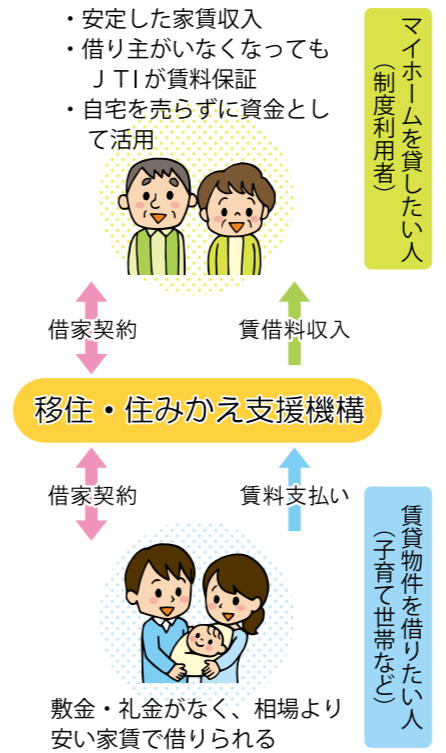 ・安定した家賃収入
・借り主がいなくなっても
ＪＴＩが賃料保証
・自宅を売らずに資金とし
て活用
マイホームを貸したい人
（制度利用者）
借家契約
賃借料収入
移住・住みかえ支援機構
借家契約
賃料支払い
賃貸物件を借りたい人
（子育て世帯など）
敷金・礼金がなく、相場より
安い家賃で借りられる